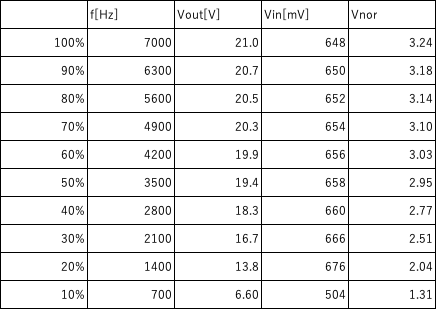 f[Hz] Vout[V] Vin[mV] Vnor
100% 7000 21.0 648 3.24
90% 6300 20.7 650 3.18
80% 5600 20.5 652 3.14
70% 4900 20.3 654 3.10
60% 4200 19.9 656 3.03
50% 3500 19.4 658 2.95
40% 2800 18.3 660 2.77
30% 2100 16.7 666 2.51
20% 1400 13.8 676 2.04
10% 700 6.60 504 1.31